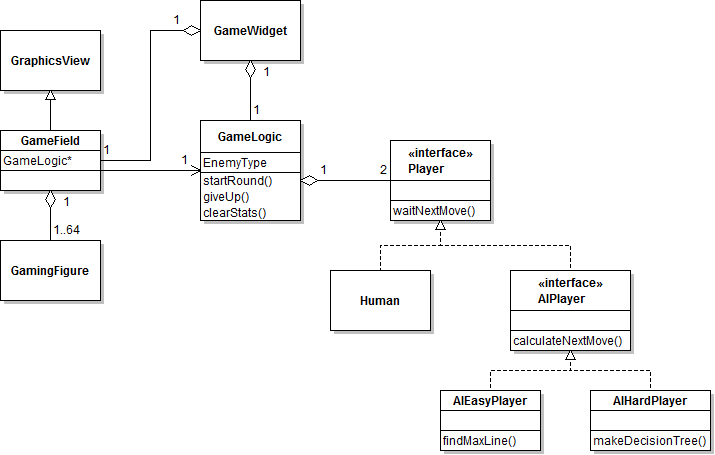 GameWidget
1
1
GraphicsView
1
GameField
GameLogic*
1
1
1
GameLogic
EnemyType
startRound()
giveUp()
clearStats()
1
2
«interface»
Player
waitNextMove()
1
1..64
GamingFigure
Human
«interface»
AIPlayer
calculateNextMove()
AIEasyPlayer
findMaxLine()
AIHardPlayer
makeDecisionTree()